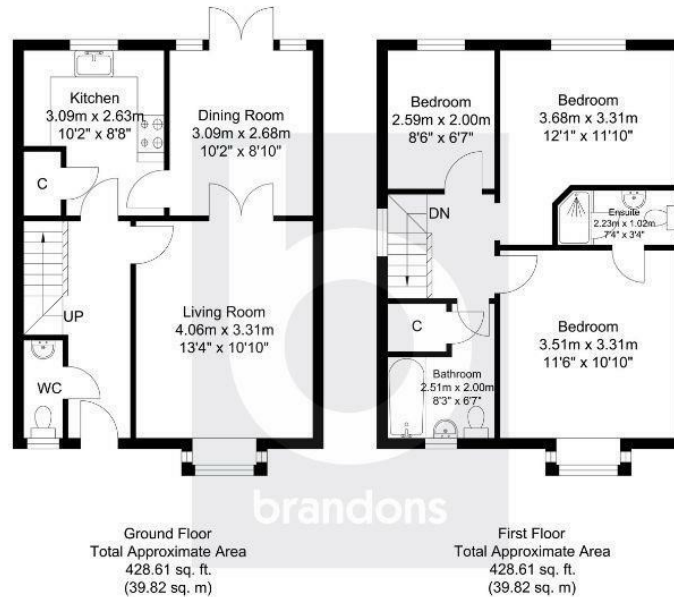 Kitchen
3.09m x 2.63m
10'2" x 8'8"
Dining Room
3.09m x 2.68m
10'2" x 8'10"
C
UP
Living Room
4.06m x 3.31m
13'4" x 10'10"
WC
Bedroom
2.59m x 2.00m
8'6" x 6'7"
Bedroom
3.68m x 3.31m
12'1" x 11'10"
DN
Ensuite
2.23m x 1.02m
7'4" x 3'4"
C
Bedroom
3.51m x 3.31m
11'6" x 10'10"
Bathroom
2.51m x 2.00m
8'3" x 6'7"
b
brandons
Ground Floor
Total Approximate Area
428.61 sq. ft.
(39.82 sq. m)
First Floor
Total Approximate Area
428.61 sq. ft.
(39.82 sq. m)